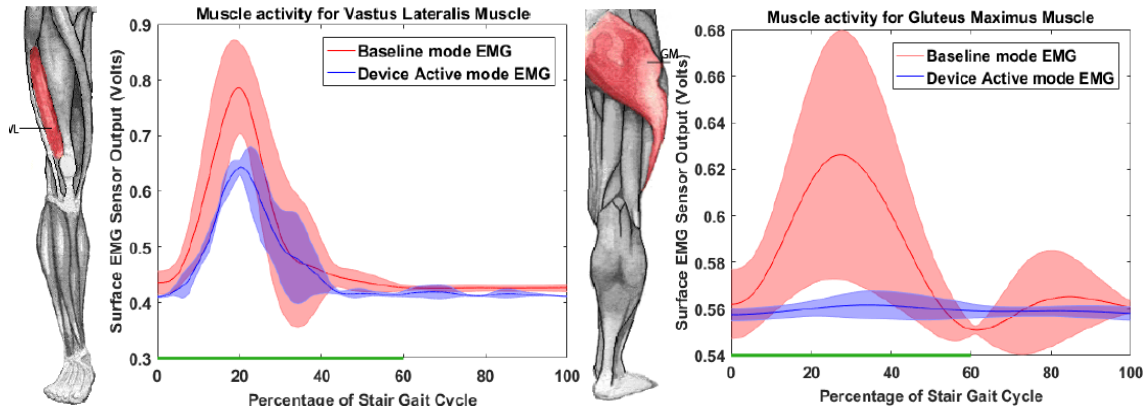 Muscle activity for Vastus Lateralis Muscle
Baseline mode EMG
Device Active mode EMG
Surface EMG Sensor Output (Volts)
0.9
0.8
0.7
0.6
0.5
0.4
0.3
0 20 40 60 80 100
Percentage of Stair Gait Cycle
VL
Muscle activity for Gluteus Maximus Muscle
Baseline mode EMG
Device Active mode EMG
Surface EMG Sensor Output (Volts)
0.68
0.66
0.64
0.62
0.6
0.58
0.56
0.54
0 20 40 60 80 100
Percentage of Stair Gait Cycle
GM